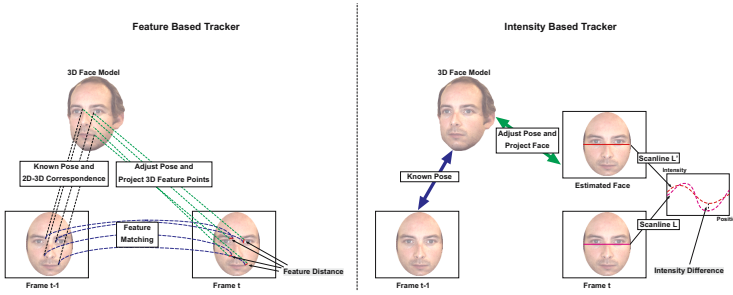 Feature Based Tracker
3D Face Model
Known Pose and
2D-3D Correspondence
Adjust Pose and
Project 3D Feature Points
Feature
Matching
Feature Distance
Frame t-1
Frame t
Intensity Based Tracker
3D Face Model
Adjust Pose and
Project Face
Known Pose
Estimated Face
Scanline L'
Intensity
Position
Scanline L
Intensity Difference
Frame t-1
Frame t